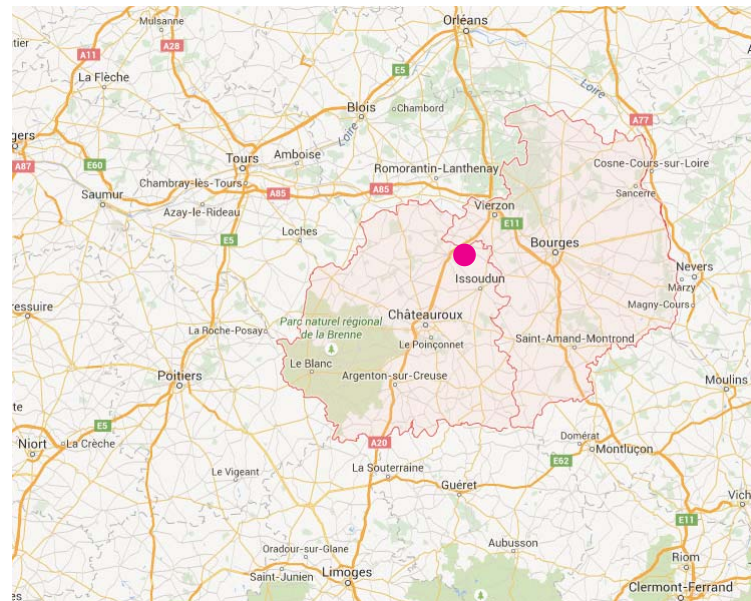 Orléans
Mulsanne
tier
A28
A11
A
La Flèche
E5
Loire
Blois
Chambord
Loire
A77
gers
Tours
Amboise
E60
Romorantin-Lanthenay
Cosne-Cours-sur-Loire
A87
Chambray-lès-Tours
A85
A85
Sancerre
Saumur
Azay-le-Rideau
Vierzon
E11
Loches
Bourges
E5
Issoudun
Nevers
Marzy
Magny-Cours
ressuire
Châteauroux
Parc naturel régional
de la Brenne
La Roche-Posay
Le Poinçonnet
Saint-Amand-Montrond
Le Blanc
Poitiers
Argenton-sur-Creuse
Moulins
te
E5
Niort
La Crèche
A20
Domérat
Montluçon
La Souterraine
E62
Le Vigeant
Guéret
Vich
E11
Aubusson
Oradour-sur-Glane
Riom
Saint-Junien
Limoges
Clermont-Ferrand
es